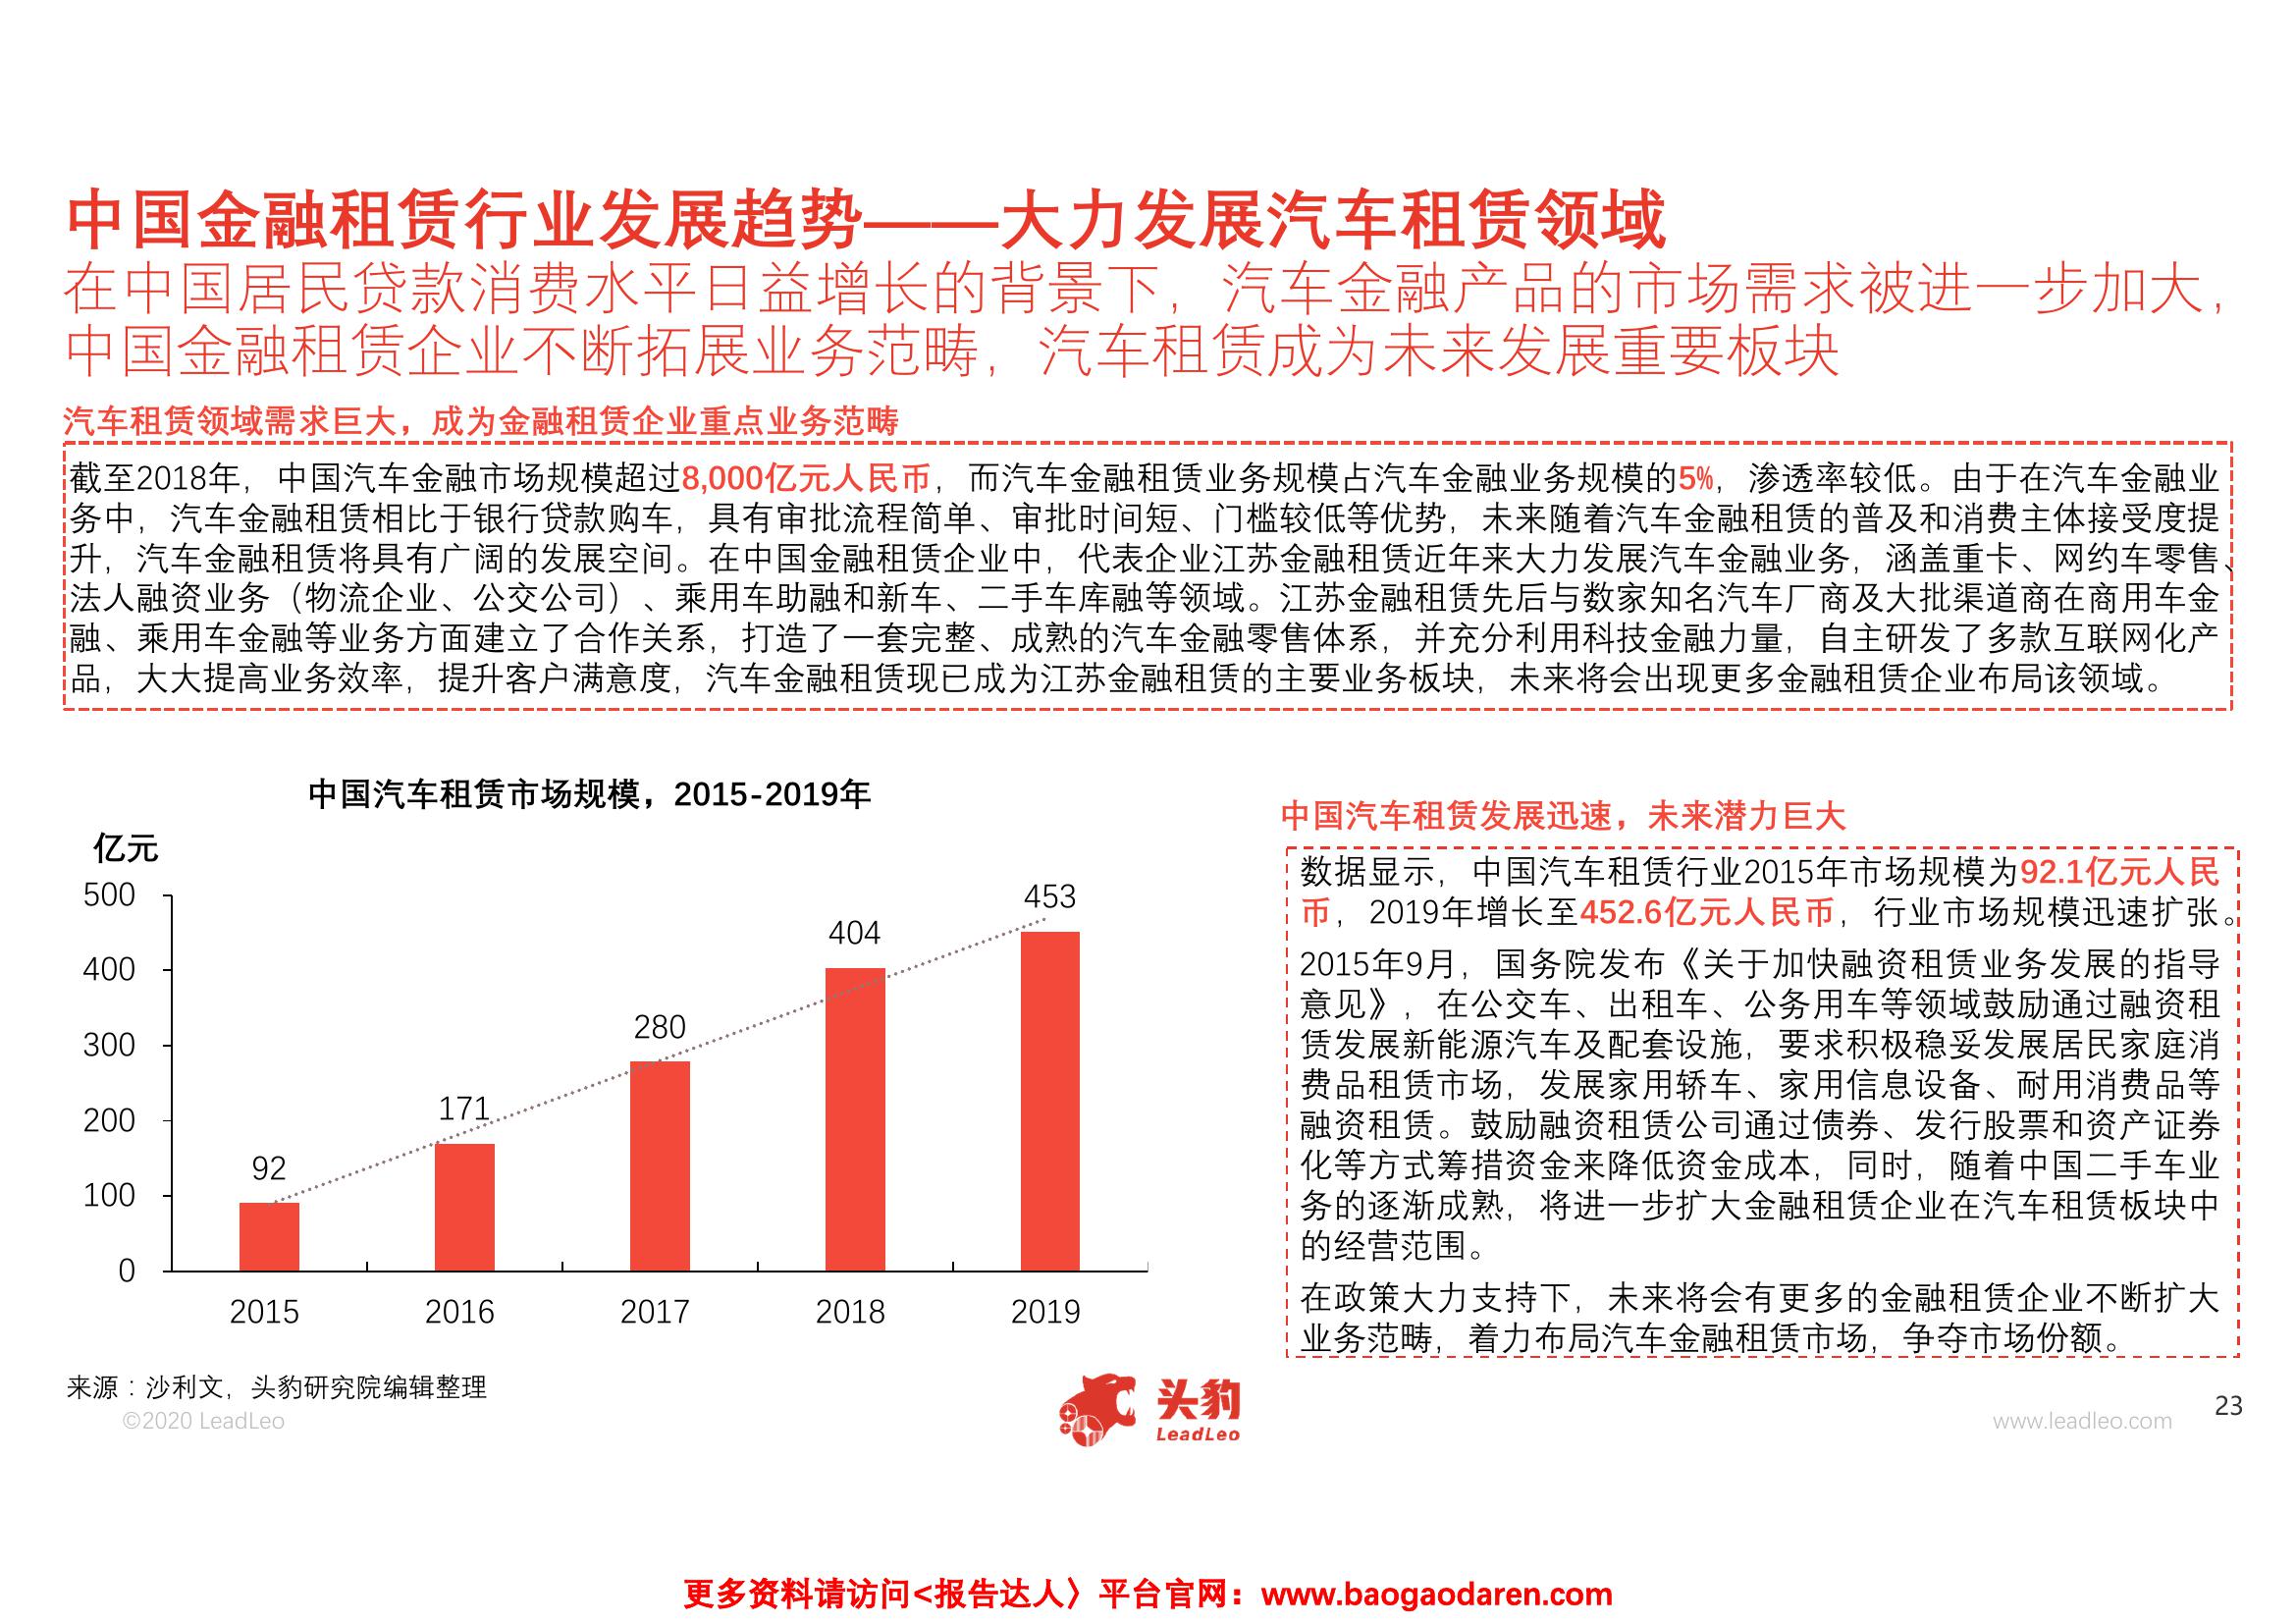 中国金融租赁行业发展趋势——大力发展汽车租赁领域
在中国居民贷款消费水平日益增长的背景下，汽车金融产品的市场需求被进一步加大，
中国金融租赁企业不断拓展业务范畴，汽车租赁成为未来发展重要板块
汽车租赁领域需求巨大，成为金融租赁企业重点业务范畴
截至2018年，中国汽车金融市场规模超过8,000亿元人民币，而汽车金融租赁业务规模占汽车金融业务规模的5%，渗透率较低。由于在汽车金融业
务中，汽车金融租赁相比于银行贷款购车，具有审批流程简单、审批时间短、门槛较低等优势，未来随着汽车金融租赁的普及和消费主体接受度提
升，汽车金融租赁将具有广阔的发展空间。在中国金融租赁企业中，代表企业江苏金融租赁近年来大力发展汽车金融业务，涵盖重卡、网约车零售、
法人融资业务（物流企业、公交公司）、乘用车助融和新车、二手车库融等领域。江苏金融租赁先后与数家知名汽车厂商及大批渠道商在商用车金
融、乘用车金融等业务方面建立了合作关系，打造了一套完整、成熟的汽车金融零售体系，并充分利用科技金融力量，自主研发了多款互联网化产
品，大大提高业务效率，提升客户满意度，汽车金融租赁现已成为江苏金融租赁的主要业务板块，未来将会出现更多金融租赁企业布局该领域。
中国汽车租赁市场规模，2015-2019年
亿元
500
400
300
200
100
0
92
171
280
404
453
2015
2016
2017
2018
2019
中国汽车租赁发展迅速，未来潜力巨大
数据显示，中国汽车租赁行业2015年市场规模为92.1亿元人民
币，2019年增长至452.6亿元人民币，行业市场规模迅速扩张。
2015年9月，国务院发布《关于加快融资租赁业务发展的指导
意见》，在公交车、出租车、公务用车等领域鼓励通过融资租
赁发展新能源汽车及配套设施，要求积极稳妥发展居民家庭消
费品租赁市场，发展家用轿车、家用信息设备、耐用消费品等
融资租赁。鼓励融资租赁公司通过债券、发行股票和资产证券
化等方式筹措资金来降低资金成本，同时，随着中国二手车业
务的逐渐成熟，将进一步扩大金融租赁企业在汽车租赁板块中
的经营范围。
在政策大力支持下，未来将会有更多的金融租赁企业不断扩大
业务范畴，着力布局汽车金融租赁市场，争夺市场份额。
来源：沙利文，头豹研究院编辑整理
©2020 LeadLeo
头豹
LeadLeo
www.leadleo.com
23
更多资料请访问<报告达人〉平台官网：www.baogaodaren.com